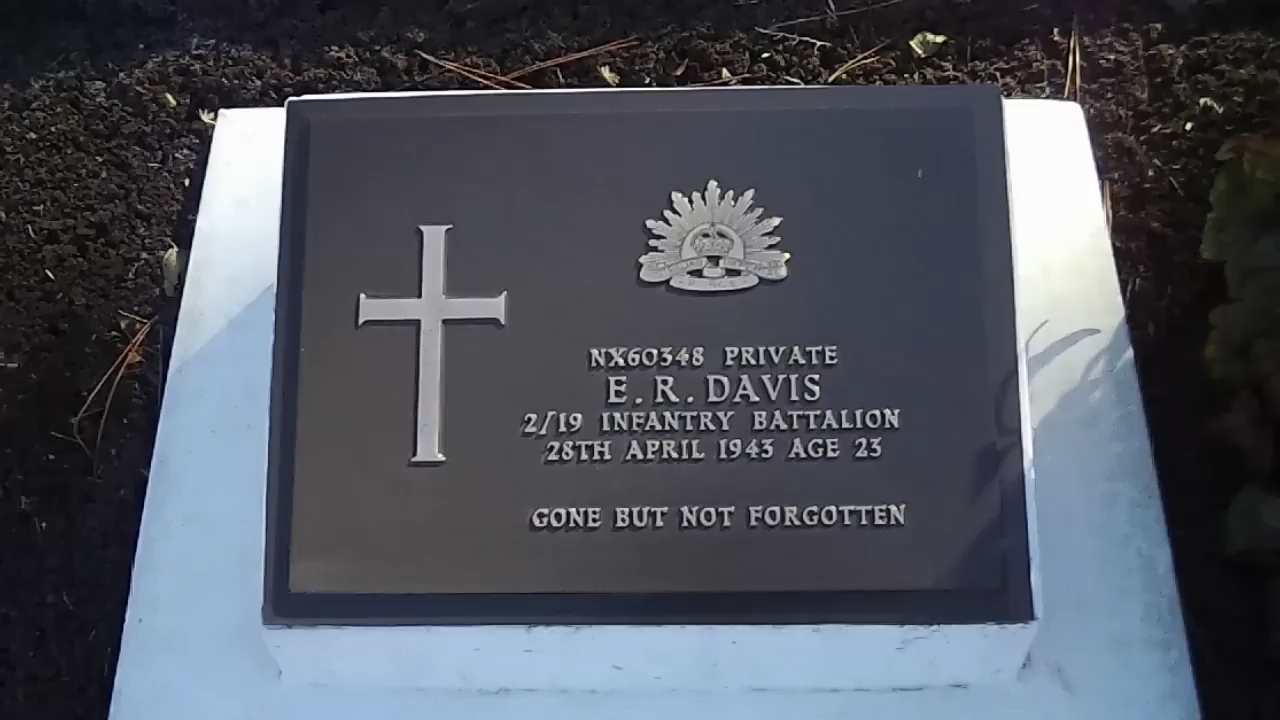 NX60348 PRIVATE
E. R. DAVIS
2/19 INFANTRY BATTALION
28TH APRIL 1943 AGE 23
GONE BUT NOT FORGOTTEN